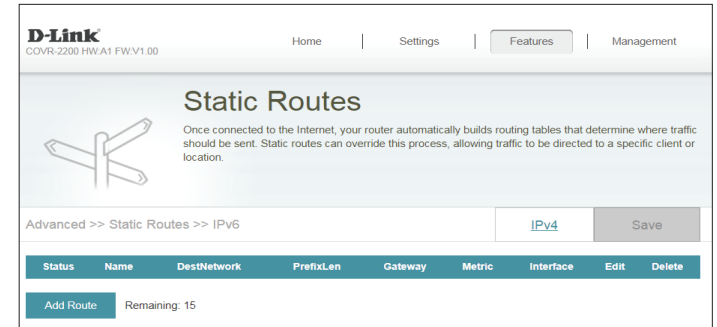 D-Link
COVR-2200 HW:A1 FW:V1.00
Home | Settings | Features | Management
Static Routes
Once connected to the Internet, your router automatically builds routing tables that determine where traffic
should be sent. Static routes can override this process, allowing traffic to be directed to a specific client or
location.
Advanced >> Static Routes >> IPv6 IPv4 Save
Status Name DestNetwork PrefixLen Gateway Metric Interface Edit Delete
Add Route Remaining: 15